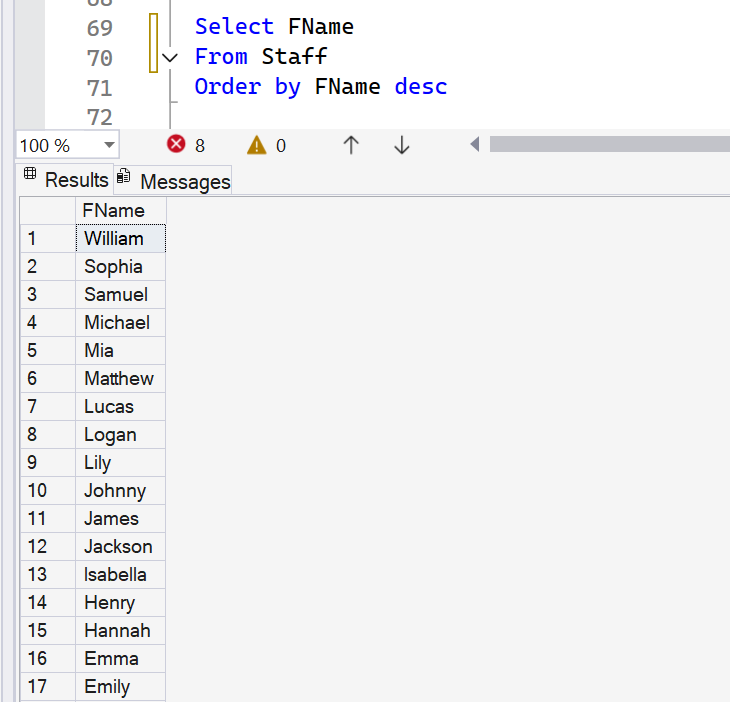 68
69 Select FName
70 From Staff
71 Order by FName desc
72
100 % 8 0
Results Messages
FName
1 William
2 Sophia
3 Samuel
4 Michael
5 Mia
6 Matthew
7 Lucas
8 Logan
9 Lily
10 Johnny
11 James
12 Jackson
13 Isabella
14 Henry
15 Hannah
16 Emma
17 Emily